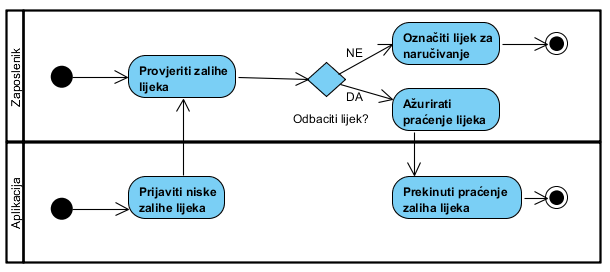 Zaposlenik
Provjeriti zalihe
lijeka
NE
DA
Odbaciti lijek?
Označiti lijek za
naručivanje
Ažurirati
praćenje lijeka
Aplikacija
Prijaviti niske
zalihe lijeka
Prekinuti praćenje
zaliha lijeka